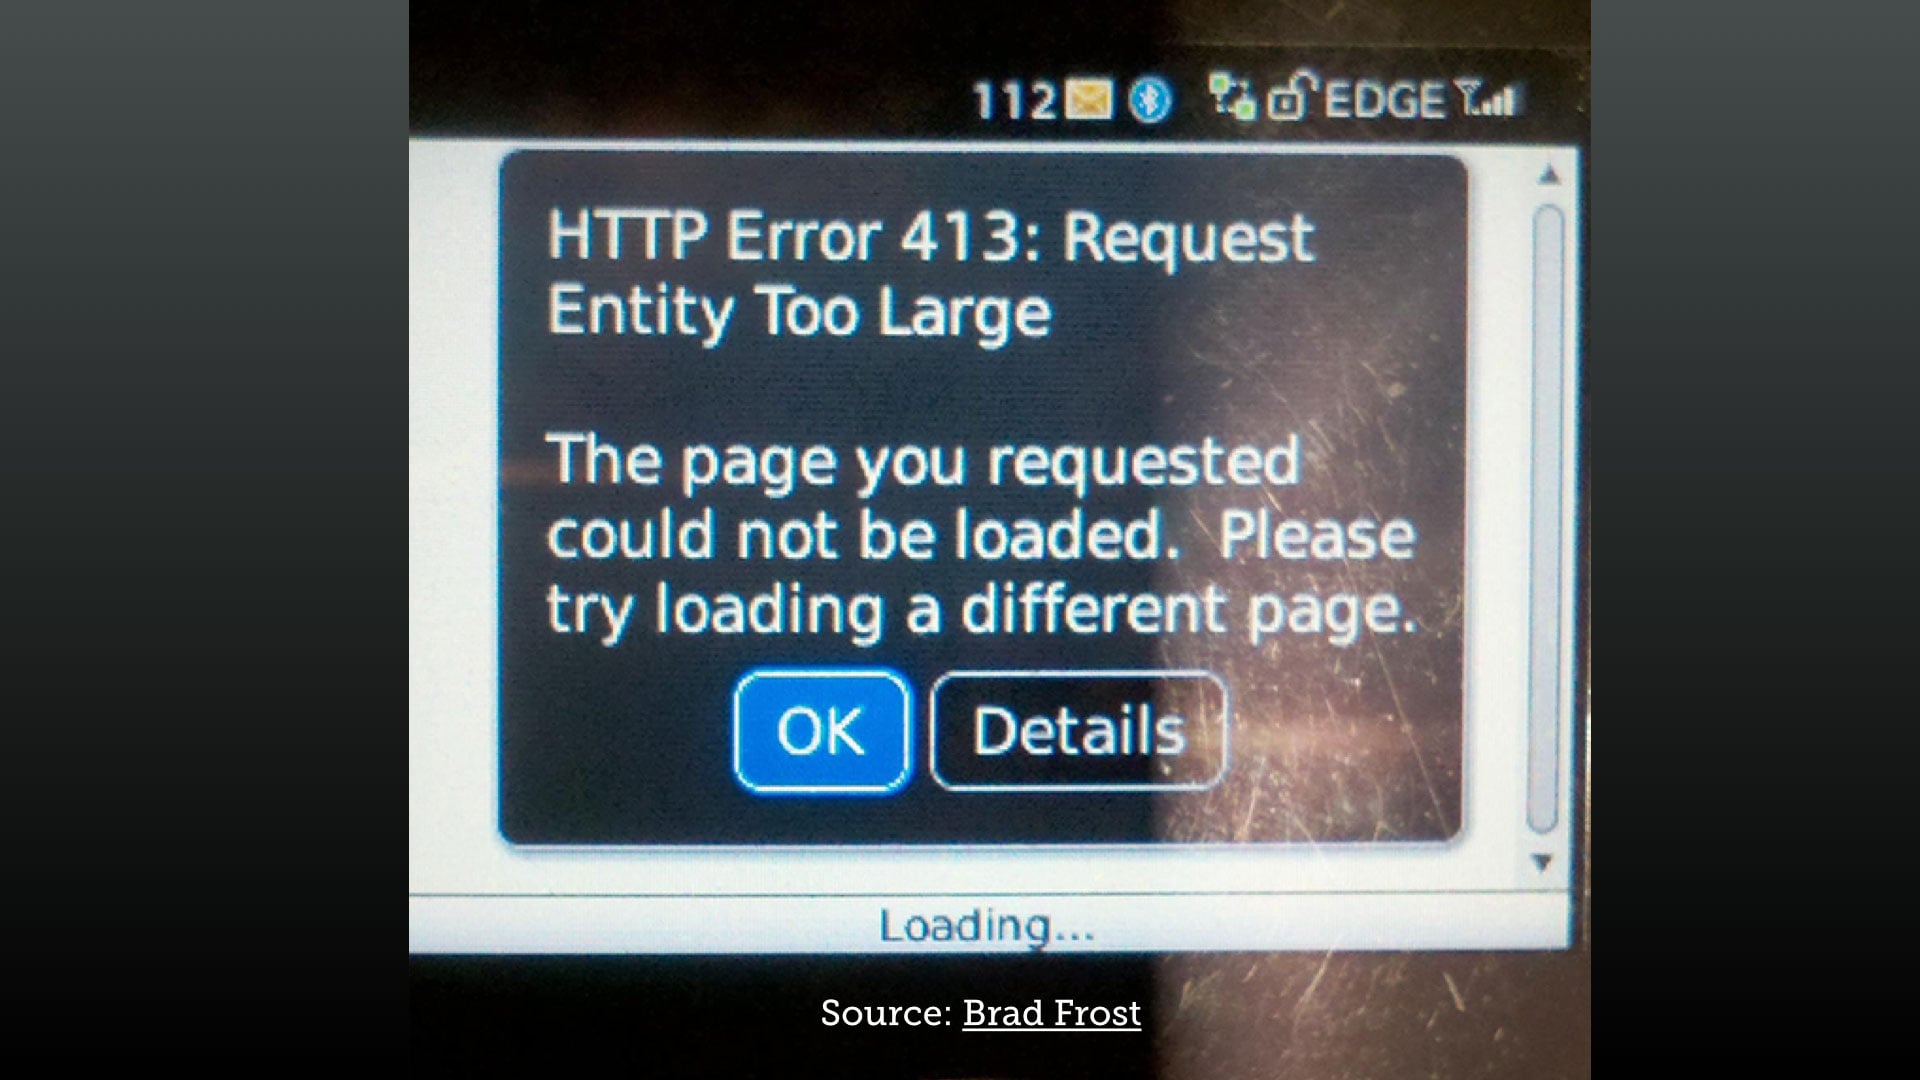 112 EDGE
HTTP Error 413: Request
Entity Too Large
The page you requested
could not be loaded. Please
try loading a different page.
OK Details
Loading...
Source: Brad Frost